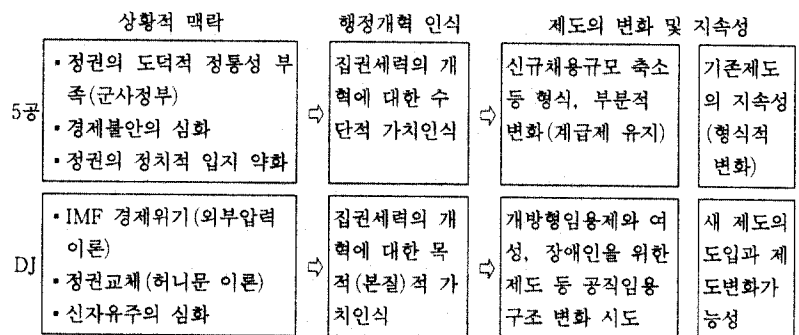 상황적 맥락 행정개혁 인식 제도의 변화 및 지속성
5공
▪ 정권의 도덕적 정통성 부
족(군사정부)
▪ 경제불안의 심화
▪ 정권의 정치적 입지 약화
⇨
집권세력의 개
혁에 대한 수
단적 가치인식
⇨
신규채용규모 축소
등 형식, 부분적
변화(계급제 유지)
기존제도
의 지속성
(형식적
변화)
DJ
▪ IMF 경제위기(외부압력
이론)
▪ 정권교체(허니문 이론)
▪ 신자유주의 심화
⇨
집권세력의 개
혁에 대한 목
적(본질)적 가
치인식
⇨
개방형임용제와 여
성, 장애인을 위한
제도 등 공직임용
구조 변화 시도
새 제도의
도입과 제
도변화가
능성